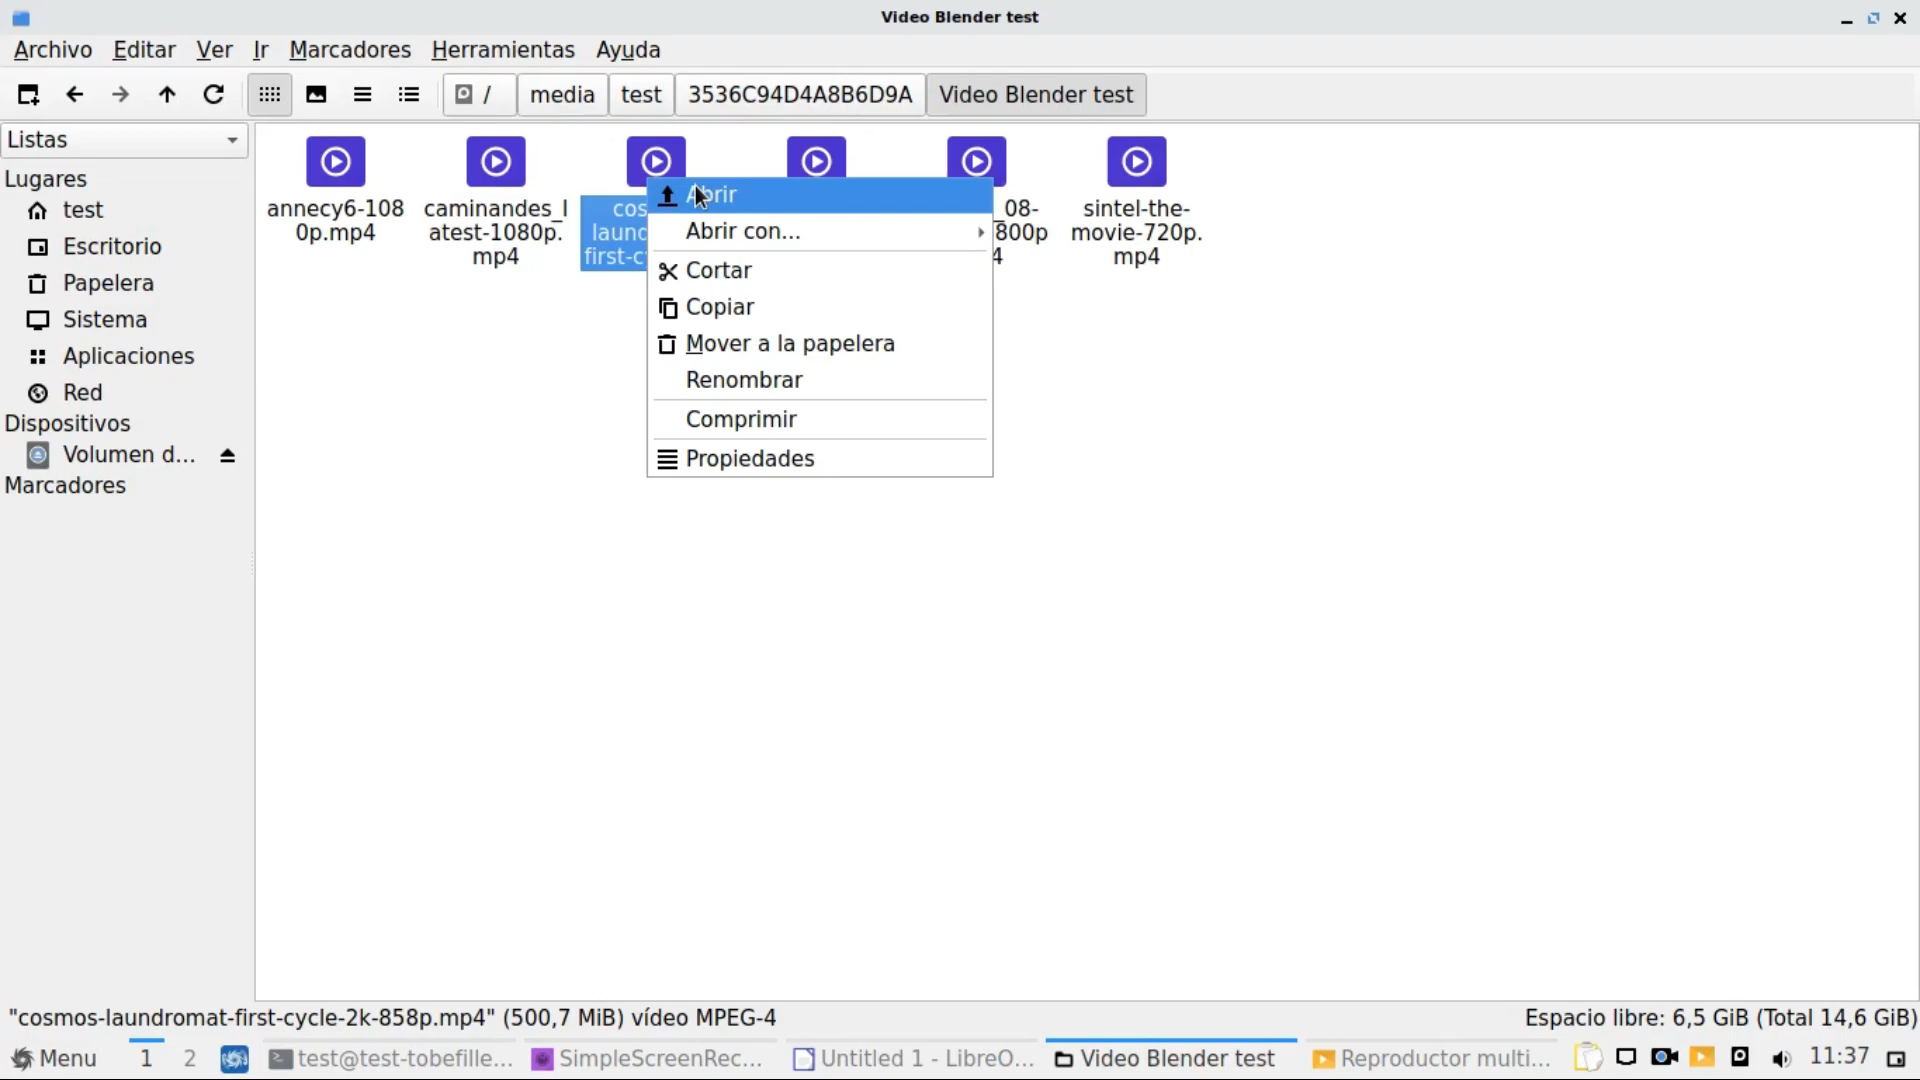 Video Blender test
Archivo Editar Ver Ir Marcadores Herramientas Ayuda
/ media test 3536C94D4A8B6D9A Video Blender test
Listas
Lugares
test
Escritorio
Papelera
Sistema
Aplicaciones
Red
Dispositivos
Volumen d...
Marcadores
annecy6-108
0p.mp4
caminandes_l
atest-1080p.
mp4
cos
laund
first-c
_08-
800p
4
sintel-the-
movie-720p.
mp4
Abrir
Abrir con...
Cortar
Copiar
Mover a la papelera
Renombrar
Comprimir
Propiedades
"cosmos-laundromat-first-cycle-2k-858p.mp4" (500,7 MiB) vídeo MPEG-4
Espacio libre: 6,5 GiB (Total 14,6 GiB)
Menu 1 2 test@test-tobefille... SimpleScreenRec... Untitled 1 - LibreO... Video Blender test Reproductor multi... 11:37